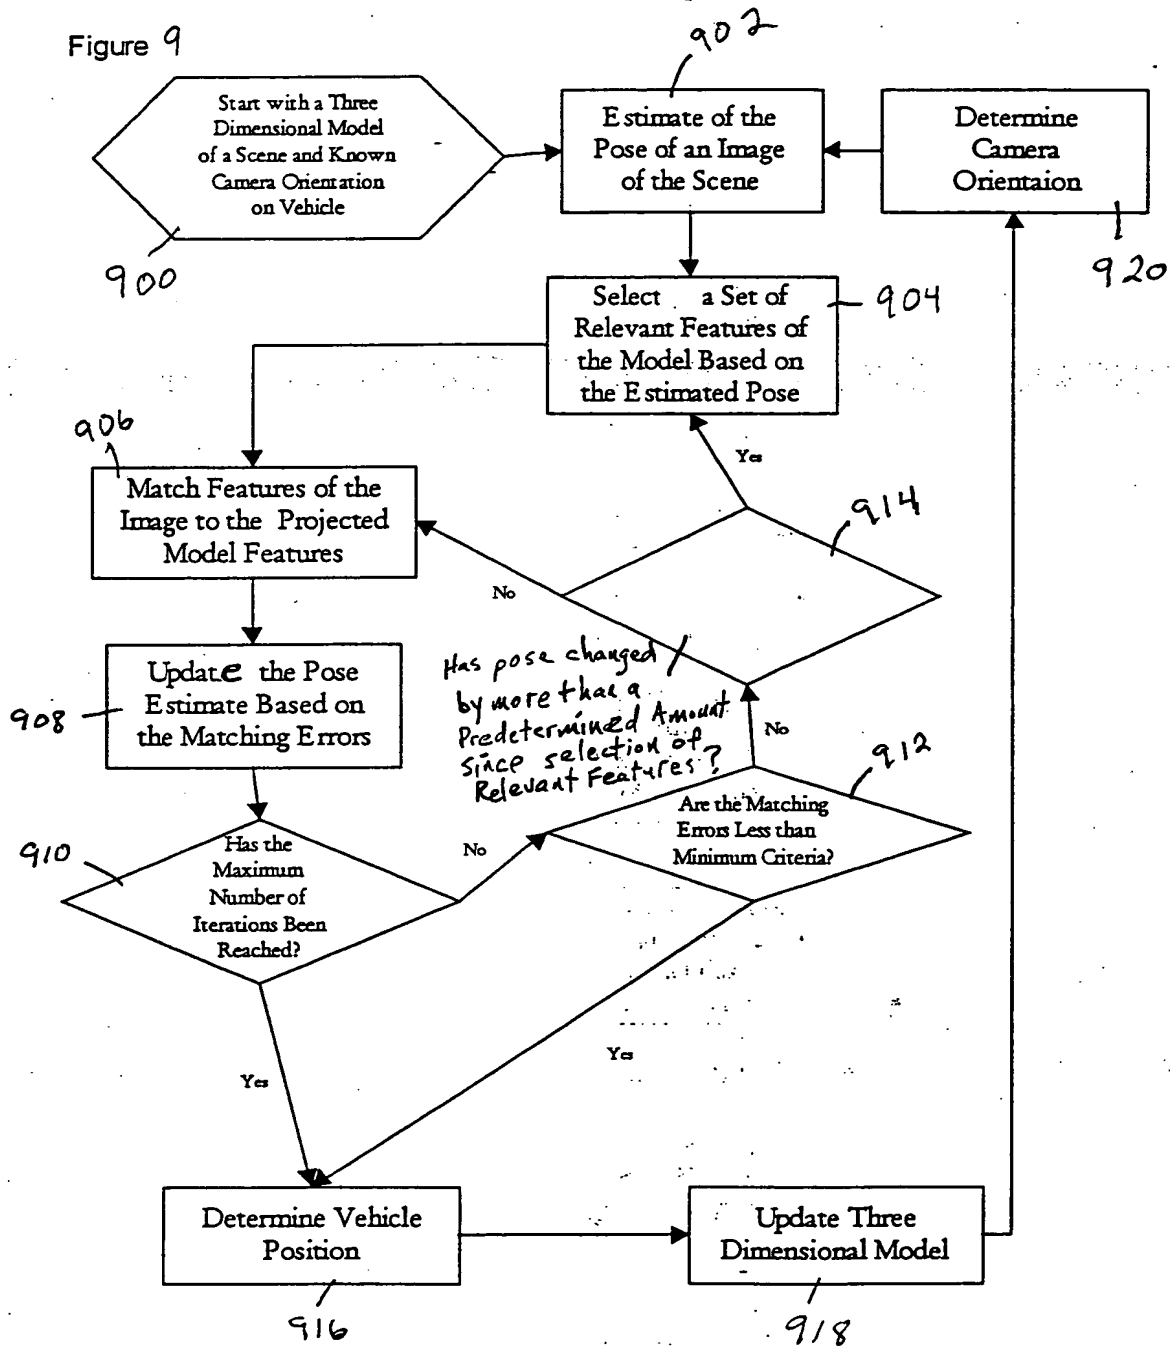 Figure 9
902
Start with a Three
Dimensional Model
of a Scene and Known
Camera Orientation
on Vehicle
900
Estimate of the
Pose of an Image
of the Scene
Determine
Camera
Orientaion
920
Select a Set of
Relevant Features of
the Model Based on
the Estimated Pose
904
906
Match Features of the
Image to the Projected
Model Features
Yes
914
No
Has pose changed
by more than a
Predetermined Amount
since selection of
Relevant Features?
Update the Pose
Estimate Based on
the Matching Errors
908
No
912
Are the Matching
Errors Less than
Minimum Criteria?
910
Has the
Maximum
Number of
Iterations Been
Reached?
No
Yes
Yes
Determine Vehicle
Position
916
Update Three
Dimensional Model
918